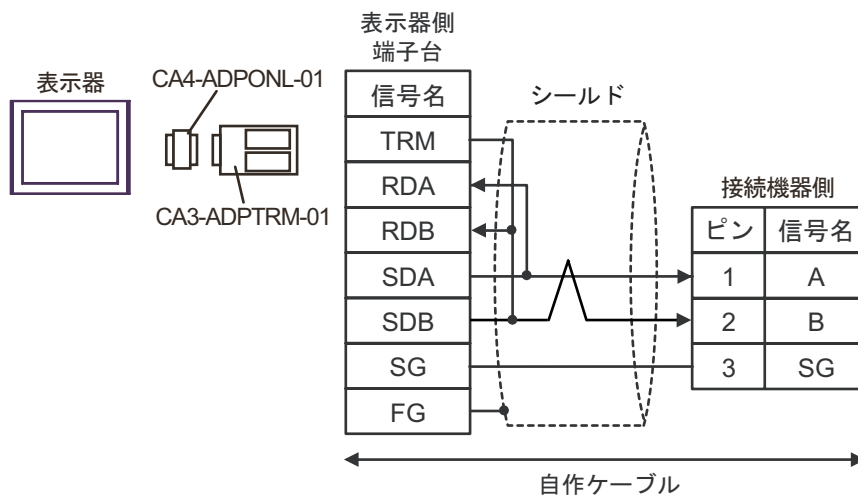 表示器側
端子台
表示器
CA4-ADPONL-01
CA3-ADPTRM-01
信号名
TRM
RDA
RDB
SDA
SDB
SG
FG
シールド
接続機器側
ピン 信号名
1 A
2 B
3 SG
自作ケーブル